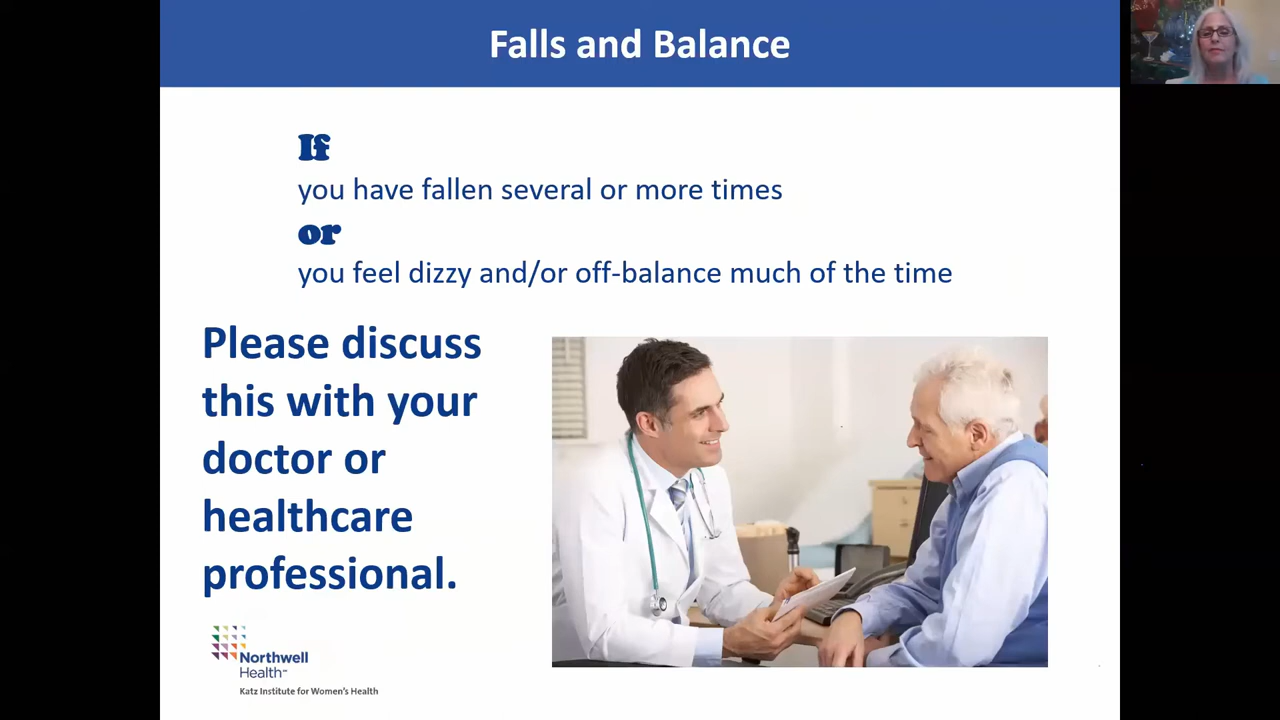 Falls and Balance
If
you have fallen several or more times
or
you feel dizzy and/or off-balance much of the time
Please discuss
this with your
doctor or
healthcare
professional.
Northwell
Health
Katz Institute for Women's Health